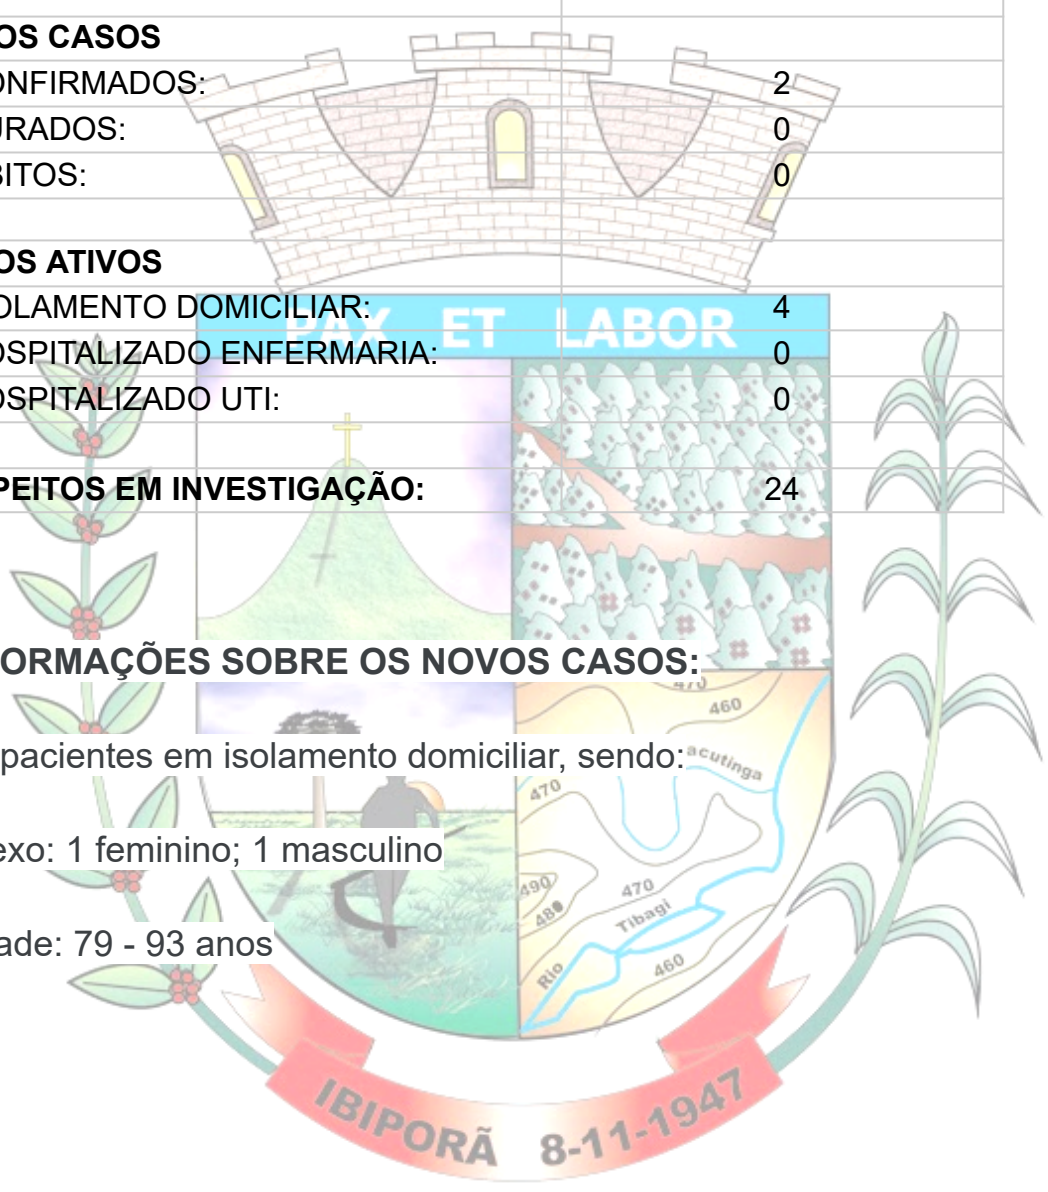 OS CASOS
ONFIRMADOS: 2
URADOS: 0
BITOS: 0
OS ATIVOS
OLAMENTO DOMICILIAR: 4
PAX ET LABOR
OSPITALIZADO ENFERMARIA: 0
OSPITALIZADO UTI: 0
PEITOS EM INVESTIGAÇÃO: 24
ORMAÇÕES SOBRE OS NOVOS CASOS:
470
460
pacientes em isolamento domiciliar, sendo:
acutinga
470
exo: 1 feminino; 1 masculino
490
480
470
Tibagi
ade: 79 - 93 anos
Rio
460
IBIPORÃ 8-11-1947